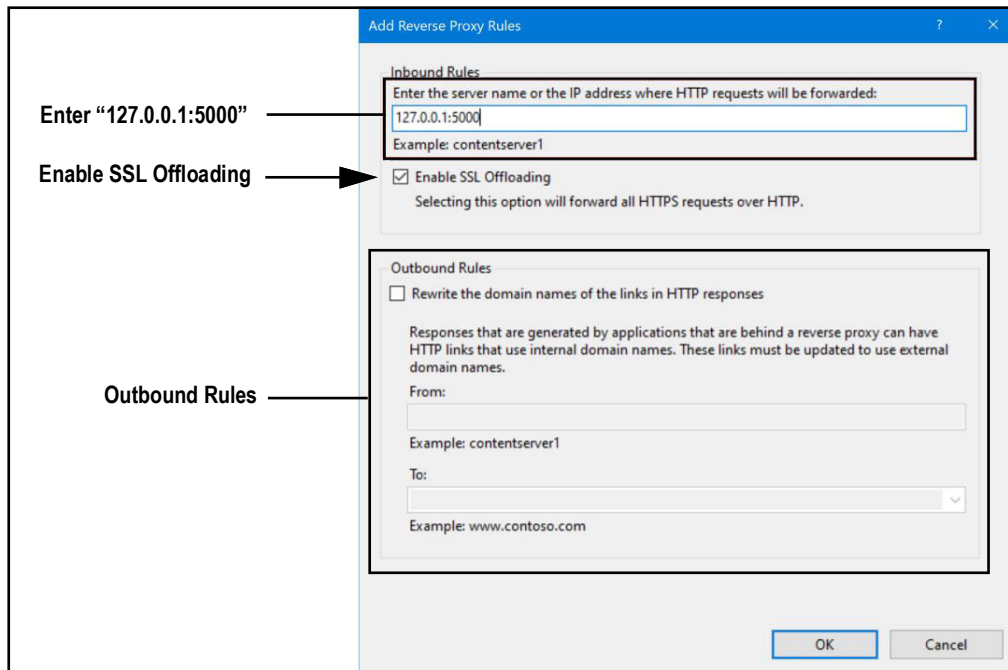 Add Reverse Proxy Rules
?
Inbound Rules
Enter the server name or the IP address where HTTP requests will be forwarded:
Enter “127.0.0.1:5000”
127.0.0.1:5000
Example: contentserver1
Enable SSL Offloading
Enable SSL Offloading
Selecting this option will forward all HTTPS requests over HTTP.
Outbound Rules
Rewrite the domain names of the links in HTTP responses
Responses that are generated by applications that are behind a reverse proxy can have
HTTP links that use internal domain names. These links must be updated to use external
domain names.
Outbound Rules
From:
Example: contentserver1
To:
Example: www.contoso.com
OK
Cancel